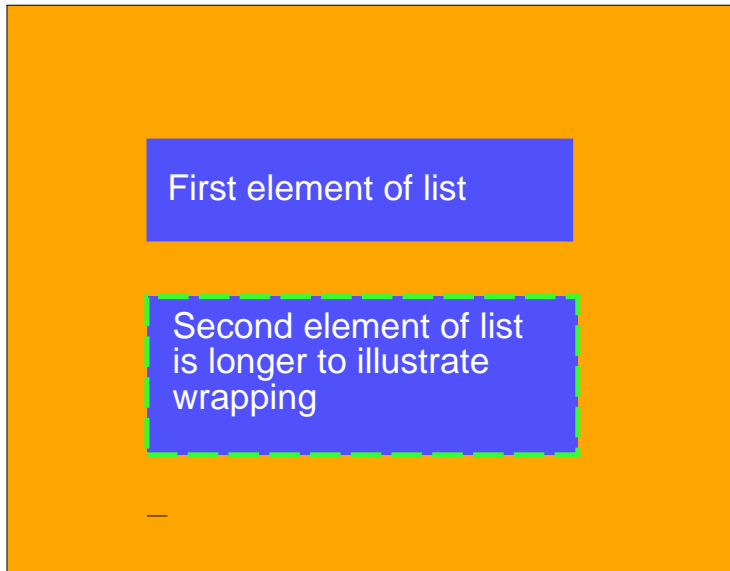 First element of list
Second element of list
is longer to illustrate
wrapping